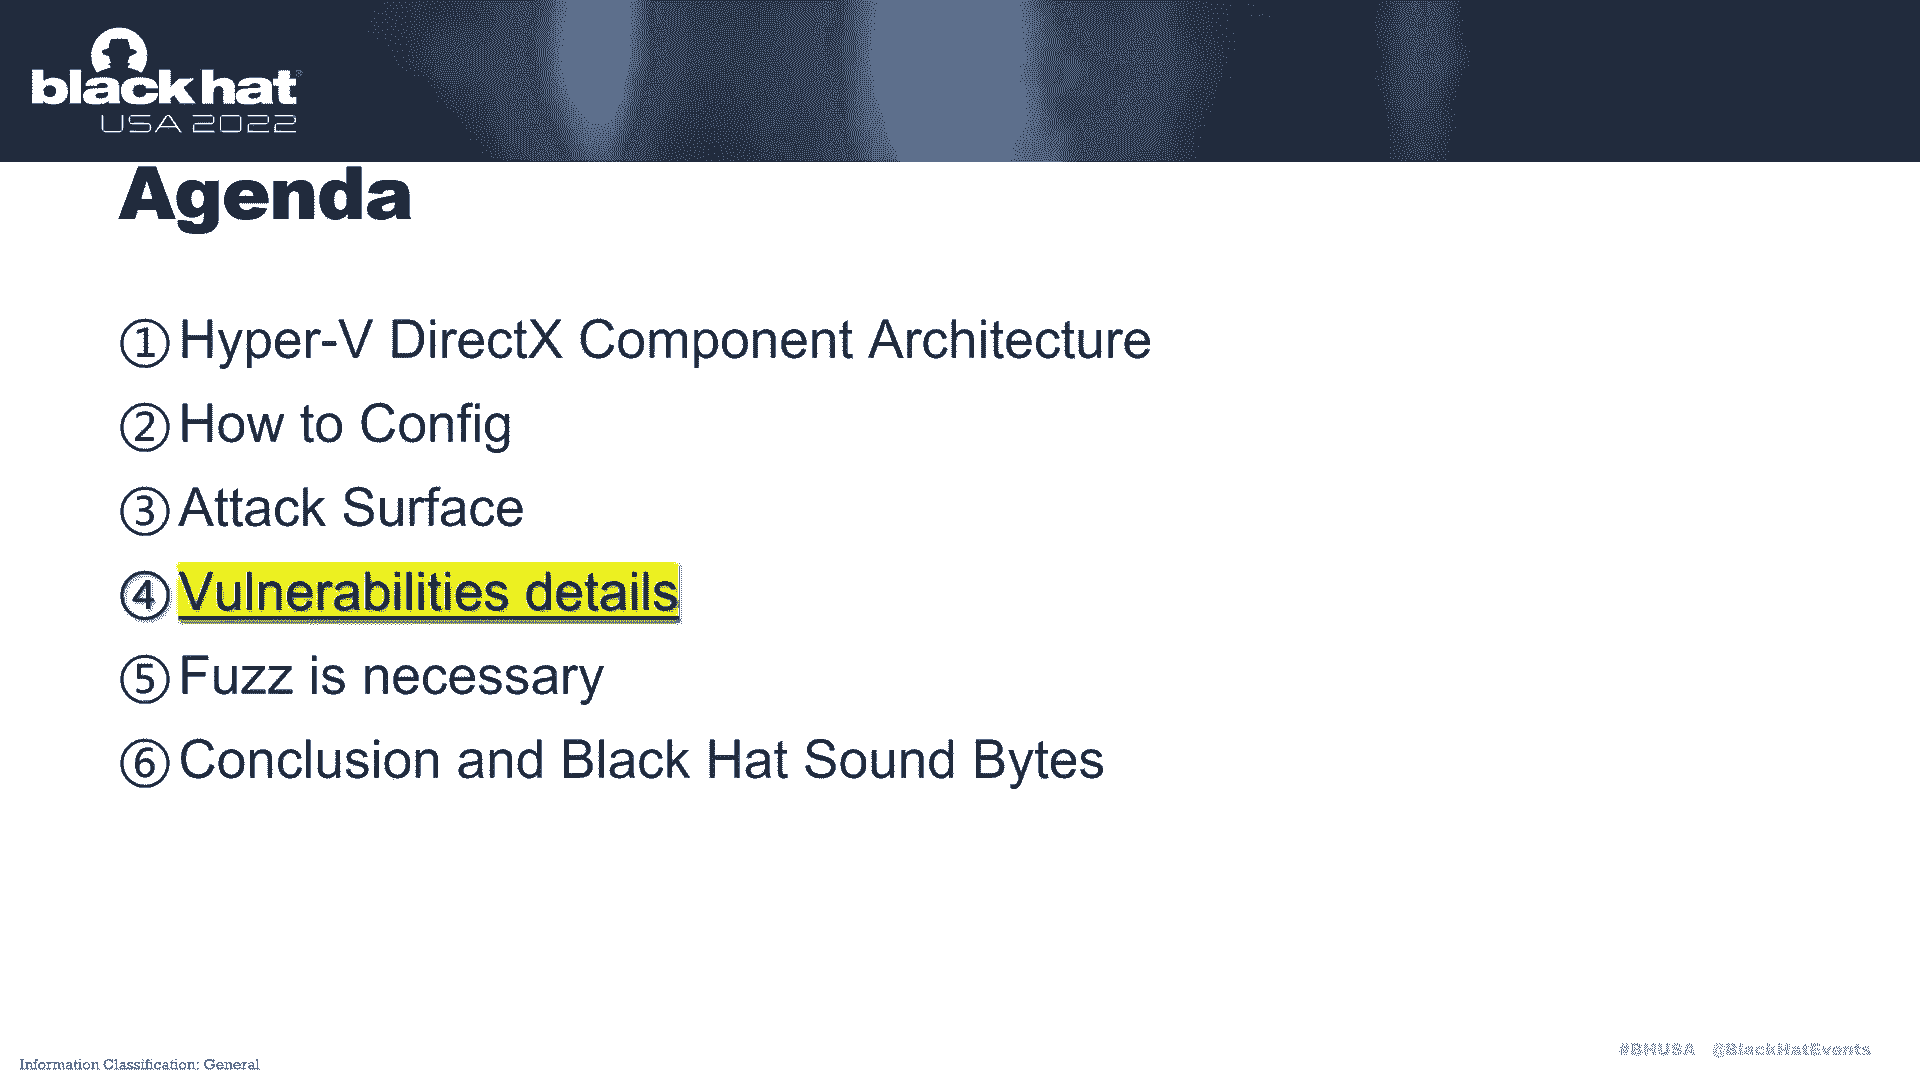 black hat
USA 2022
Agenda
① Hyper-V DirectX Component Architecture
② How to Config
③ Attack Surface
④ Vulnerabilities details
⑤ Fuzz is necessary
⑥ Conclusion and Black Hat Sound Bytes
#BHUSA @BlackHatEvents
Information Classification: General